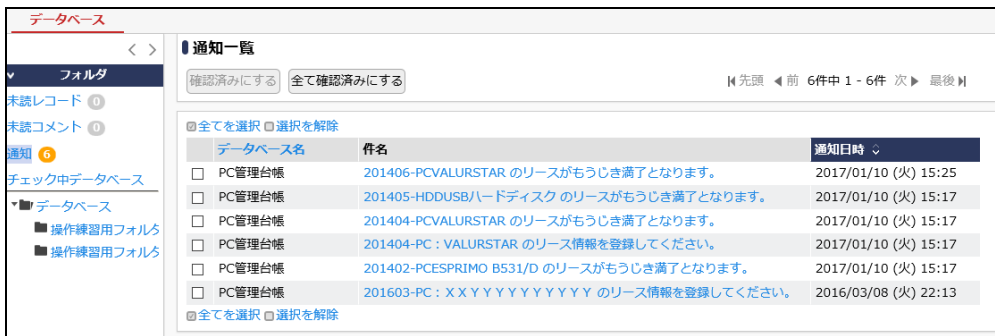 データベース
フォルダ
未読レコード 0
未読コメント 0
通知 6
チェック中データベース
データベース
操作練習用フォルダ
操作練習用フォルダ
通知一覧
確認済みにする 全て確認済みにする 先頭 前 6件中 1 - 6件 次 最後
全てを選択 選択を解除
データベース名 件名 通知日時
PC管理台帳 201406-PCVALURSTAR のリースがもうじき満了となります。 2017/01/10 (火) 15:25
PC管理台帳 201405-HDDUSBハードディスク のリースがもうじき満了となります。 2017/01/10 (火) 15:17
PC管理台帳 201404-PCVALURSTAR のリースがもうじき満了となります。 2017/01/10 (火) 15:17
PC管理台帳 201404-PC：VALURSTAR のリース情報を登録してください。 2017/01/10 (火) 15:17
PC管理台帳 201402-PCESPRIMO B531/D のリースがもうじき満了となります。 2017/01/10 (火) 15:17
PC管理台帳 201603-PC：ＸＸＹＹＹＹＹＹＹＹＹＹ のリース情報を登録してください。 2016/03/08 (火) 22:13
全てを選択 選択を解除